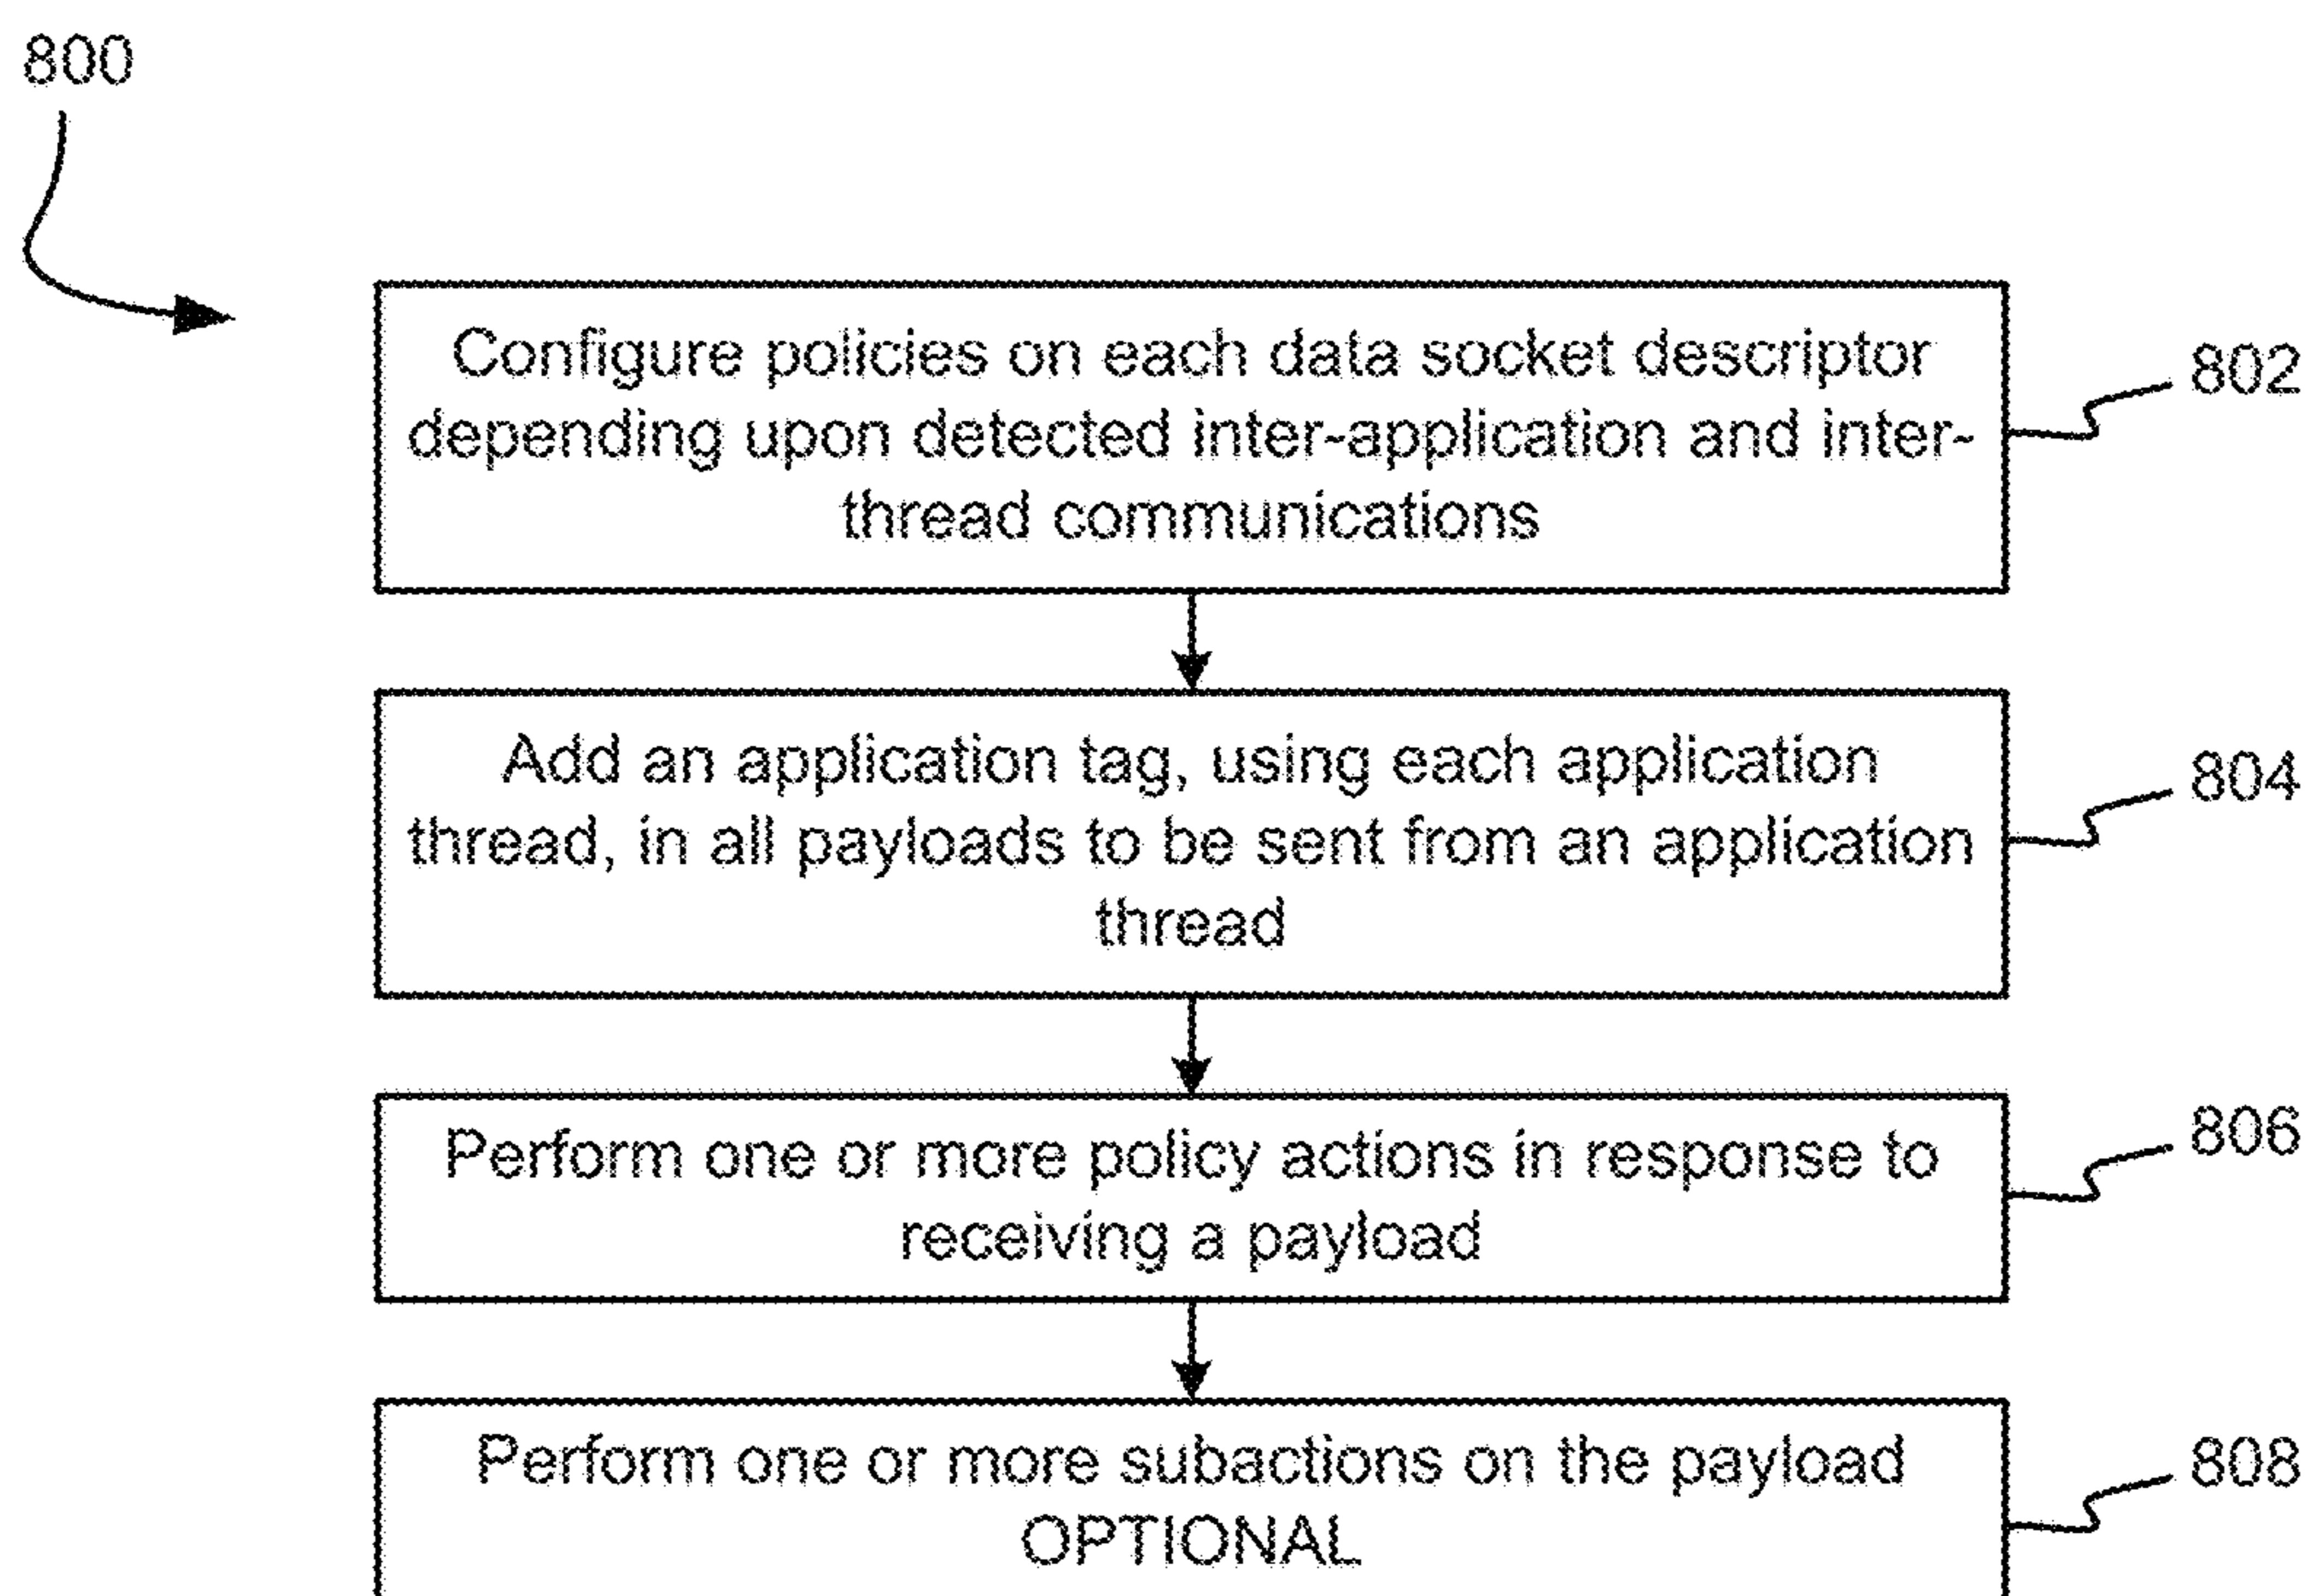 800
Configure policies on each data socket descriptor
depending upon detected inter-application and inter-
thread communications
802
Add an application tag, using each application
thread, in all payloads to be sent from an application
thread
804
Perform one or more policy actions in response to
receiving a payload
806
Perform one or more subactions on the payload
OPTIONAL
808